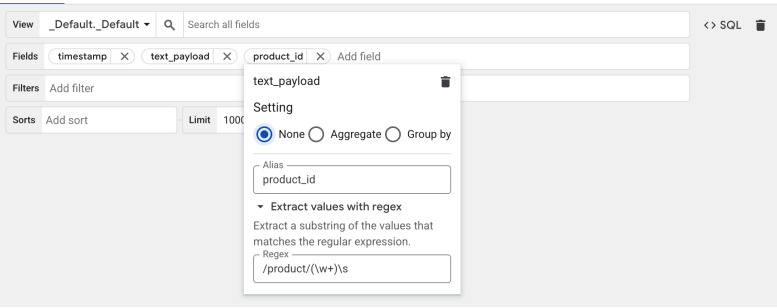 View _Default._Default Search all fields <> SQL
Fields timestamp text_payload product_id Add field
Filters Add filter
Sorts Add sort Limit 1000
text_payload
Setting
None Aggregate Group by
Alias
product_id
Extract values with regex
Extract a substring of the values that
matches the regular expression.
Regex
/product/(\w+)\s